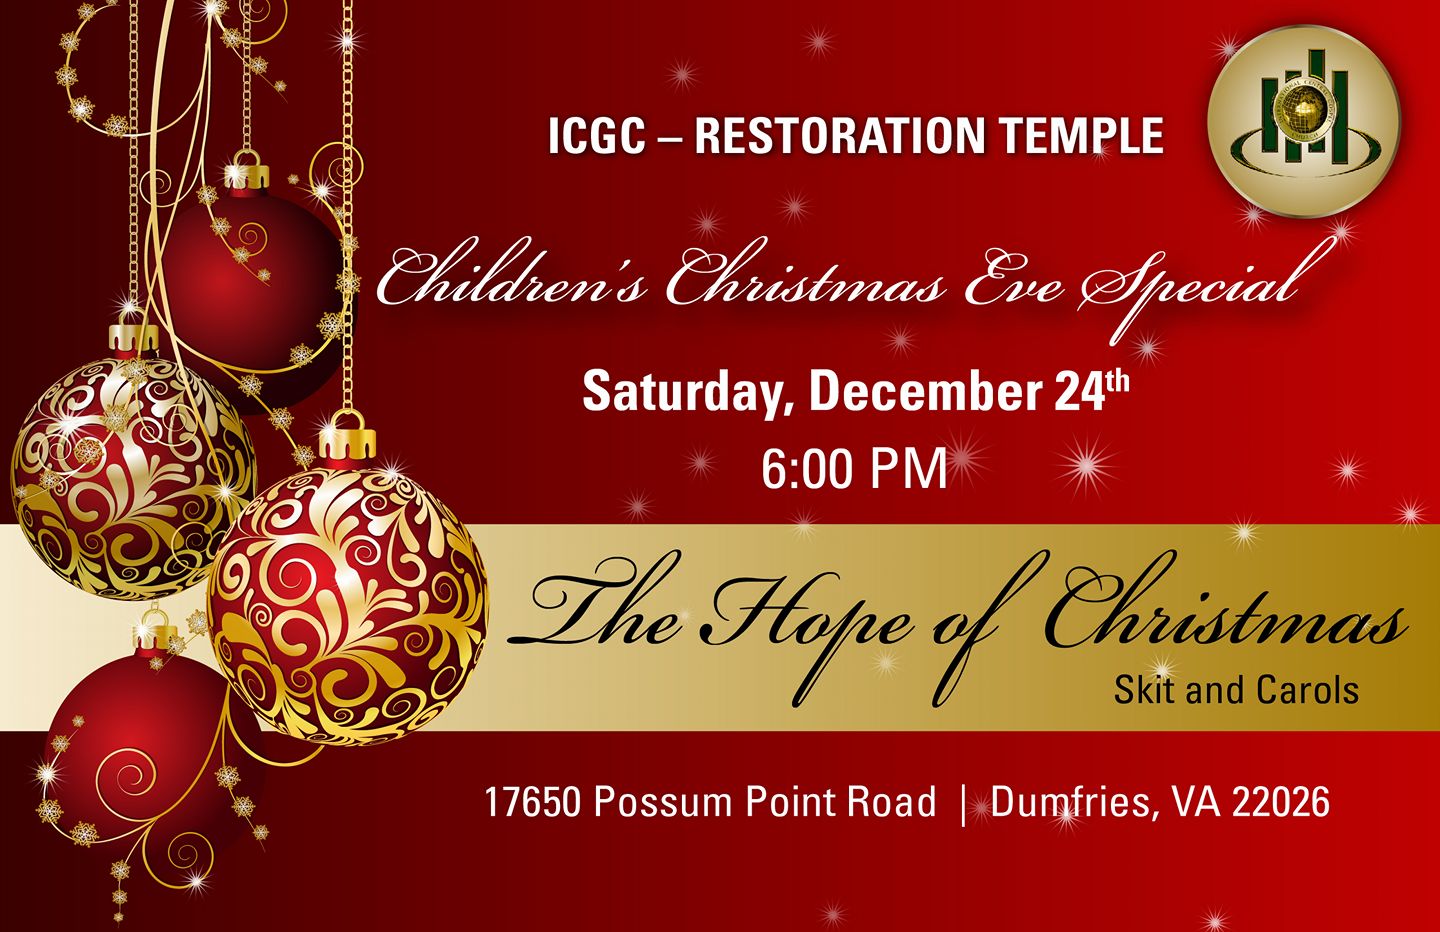 ICGC – RESTORATION TEMPLE
Children's Christmas Eve Special
Saturday, December 24th
6:00 PM
The Hope of Christmas
Skit and Carols
17650 Possum Point Road | Dumfries, VA 22026